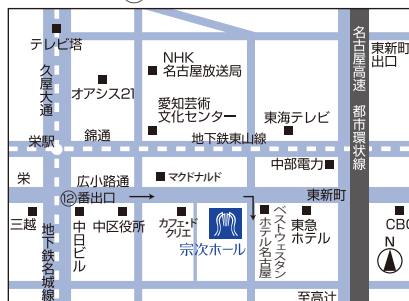 テレビ塔
久屋大通
オアシス21
NHK
名古屋放送局
愛知芸術
文化センター
東海テレビ
名古屋高速 都市環状線
東新町
出口
栄駅
錦通
地下鉄東山線
中部電力
栄
広小路通
マクドナルド
⑫番出口
東新町
三越
地下鉄名城線
中日ビル
中区役所
カフェ・ド
クリエ
宗次ホール
ベストウェスタン
ホテル名古屋
東急
ホテル
CBC
N
至高辻